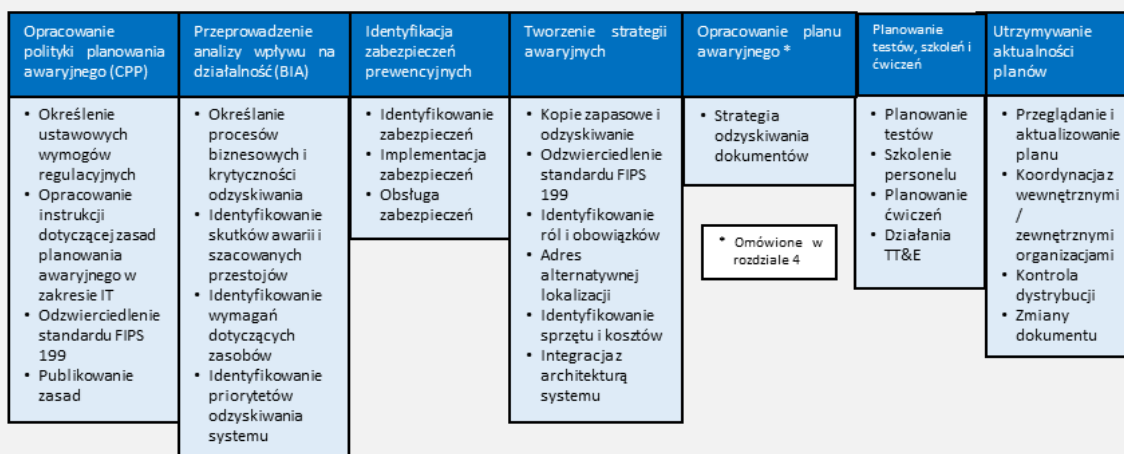 Opracowanie
polityki planowania
awaryjnego (CPP)
• Określenie
ustawowych
wymogów
regulacyjnych
• Opracowanie
instrukcji
dotyczącej zasad
planowania
awaryjnego w
zakresie IT
• Odzwierciedlenie
standardu FIPS
199
• Publikowanie
zasad
Przeprowadzenie
analizy wpływu na
działalność (BIA)
• Określanie
procesów
biznesowych i
krytyczności
odzyskiwania
• Identyfikowanie
skutków awarii i
szacowanych
przestojów
• Identyfikowanie
wymagań
dotyczących
zasobów
• Identyfikowanie
priorytetów
odzyskiwania
systemu
Identyfikacja
zabezpieczeń
prewencyjnych
• Identyfikowanie
zabezpieczeń
• Implementacja
zabezpieczeń
• Obsługa
zabezpieczeń
Tworzenie strategii
awaryjnych
• Kopie zapasowe i
odzyskiwanie
• Odzwierciedlenie
standardu FIPS
199
• Identyfikowanie
ról i obowiązków
• Adres
alternatywnej
lokalizacji
• Identyfikowanie
sprzętu i kosztów
• Integracja z
architekturą
systemu
Opracowanie planu
awaryjnego *
• Strategia
odzyskiwania
dokumentów
* Omówione w
rozdziale 4
Planowanie
testów, szkoleń i
ćwiczeń
• Planowanie
testów
• Szkolenie
personelu
• Planowanie
ćwiczeń
• Działania
TT&E
Utrzymywanie
aktualności
planów
• Przeglądanie i
aktualizowanie
planu
• Koordynacja z
wewnętrznymi
/
zewnętrznymi
organizacjami
• Kontrola
dystrybucji
• Zmiany
dokumentu